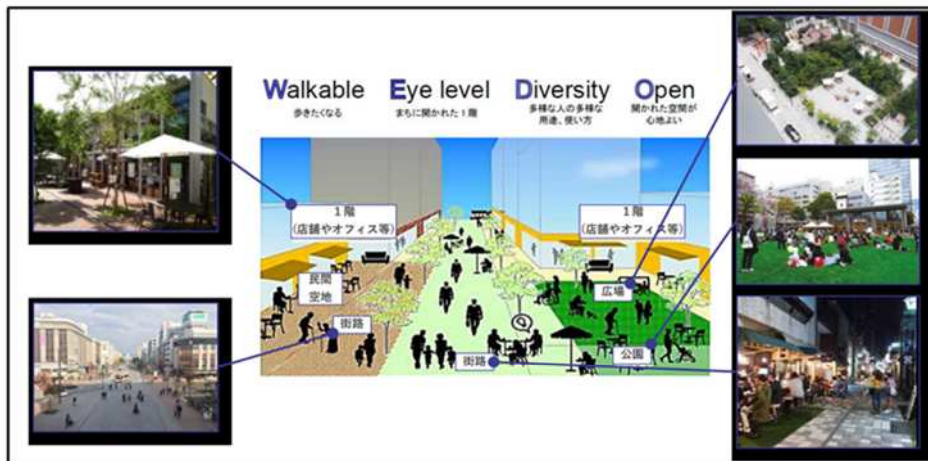 Walkable
歩きたくなる
Eye level
まちに開かれた1階
Diversity
多様な人の多様な
用途、使い方
Open
開かれた空間が
心地よい
1階
(店舗やオフィス等)
1階
(店舗やオフィス等)
民間
空地
広場
街路
公園
街路